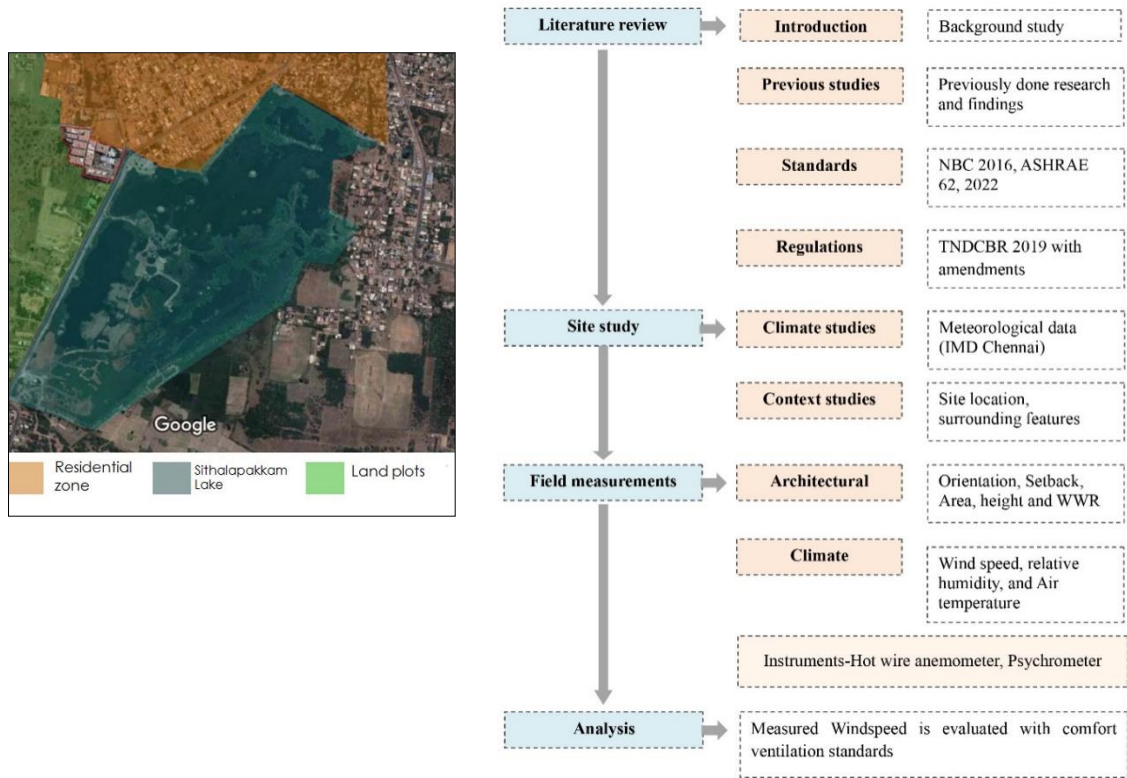 Google
Residential
zone
Sithalapakkam
Lake
Land plots
Literature review
Introduction
Background study
Previous studies
Previously done research
and findings
Standards
NBC 2016, ASHRAE
62, 2022
Regulations
TNDCBR 2019 with
amendments
Site study
Climate studies
Meteorological data
(IMD Chennai)
Context studies
Site location,
surrounding features
Field measurements
Architectural
Orientation, Setback,
Area, height and WWR
Climate
Wind speed, relative
humidity, and Air
temperature
Instruments-Hot wire anemometer, Psychrometer
Analysis
Measured Windspeed is evaluated with comfort
ventilation standards